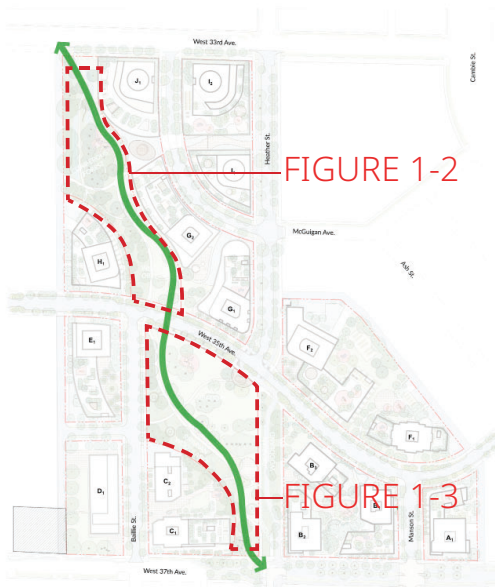 West 33rd Ave.
Cambie St.
J1
I2
Heather St.
FIGURE 1-2
McGuigan Ave.
G2
H1
Ash St.
G1
West 35th Ave.
E1
F2
F1
C2
B1
D1
FIGURE 1-3
Baillie St.
C1
B2
Manson St.
A1
West 37th Ave.